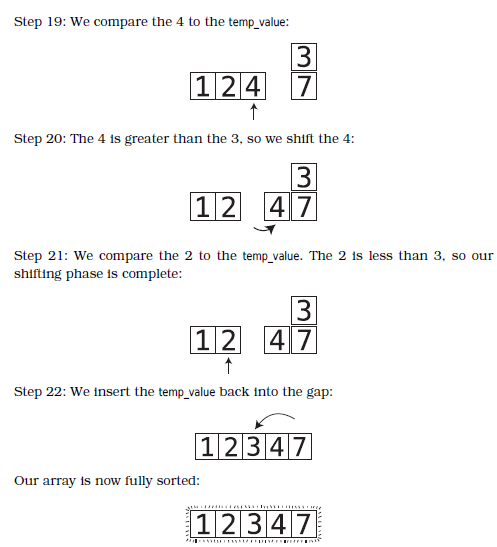 Step 19: We compare the 4 to the temp_value:
3
1 2 4 7
Step 20: The 4 is greater than the 3, so we shift the 4:
3
1 2 4 7
Step 21: We compare the 2 to the temp_value. The 2 is less than 3, so our
shifting phase is complete:
3
1 2 4 7
Step 22: We insert the temp_value back into the gap:
1 2 3 4 7
Our array is now fully sorted:
1 2 3 4 7